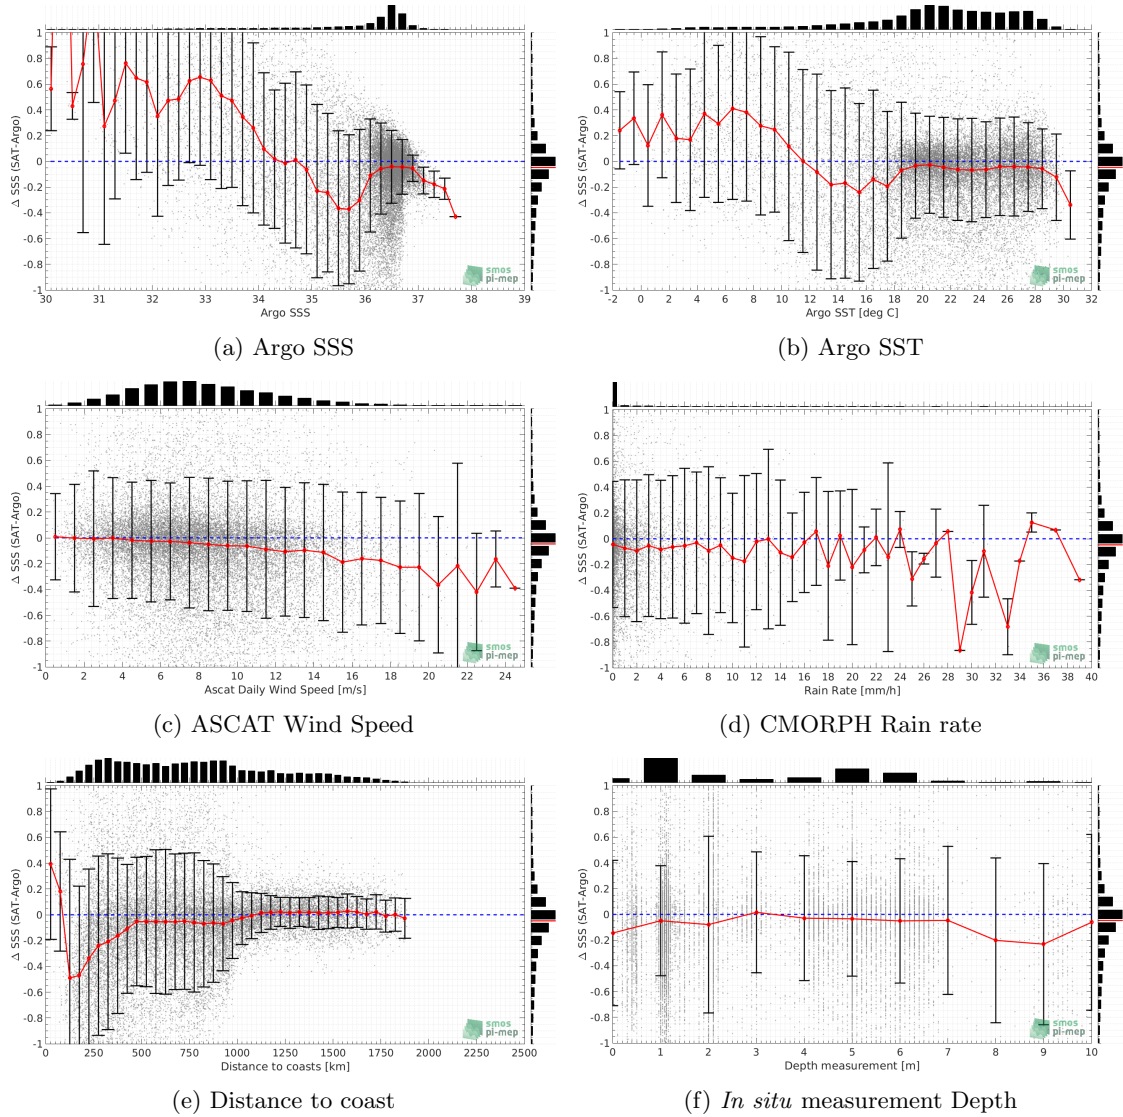 1
0.8
0.6
0.4
0.2
0
-0.2
-0.4
-0.6
-0.8
-1
Δ SSS (SAT-Argo)
smos
pi-mep
30 31 32 33 34 35 36 37 38 39
Argo SSS
(a) Argo SSS
1
0.8
0.6
0.4
0.2
0
-0.2
-0.4
-0.6
-0.8
-1
Δ SSS (SAT-Argo)
smos
pi-mep
-2 0 2 4 6 8 10 12 14 16 18 20 22 24 26 28 30 32
Argo SST [deg C]
(b) Argo SST
1
0.8
0.6
0.4
0.2
0
-0.2
-0.4
-0.6
-0.8
-1
Δ SSS (SAT-Argo)
smos
pi-mep
0 2 4 6 8 10 12 14 16 18 20 22 24
Ascat Daily Wind Speed [m/s]
(c) ASCAT Wind Speed
1
0.8
0.6
0.4
0.2
0
-0.2
-0.4
-0.6
-0.8
-1
Δ SSS (SAT-Argo)
smos
pi-mep
0 2 4 6 8 10 12 14 16 18 20 22 24 26 28 30 32 34 36 38 40
Rain Rate [mm/h]
(d) CMORPH Rain rate
1
0.8
0.6
0.4
0.2
0
-0.2
-0.4
-0.6
-0.8
-1
Δ SSS (SAT-Argo)
smos
pi-mep
0 250 500 750 1000 1250 1500 1750 2000 2250 2500
Distance to coasts [km]
(e) Distance to coast
1
0.8
0.6
0.4
0.2
0
-0.2
-0.4
-0.6
-0.8
-1
Δ SSS (SAT-Argo)
smos
pi-mep
0 1 2 3 4 5 6 7 8 9 10
Depth measurement [m]
(f) In situ measurement Depth